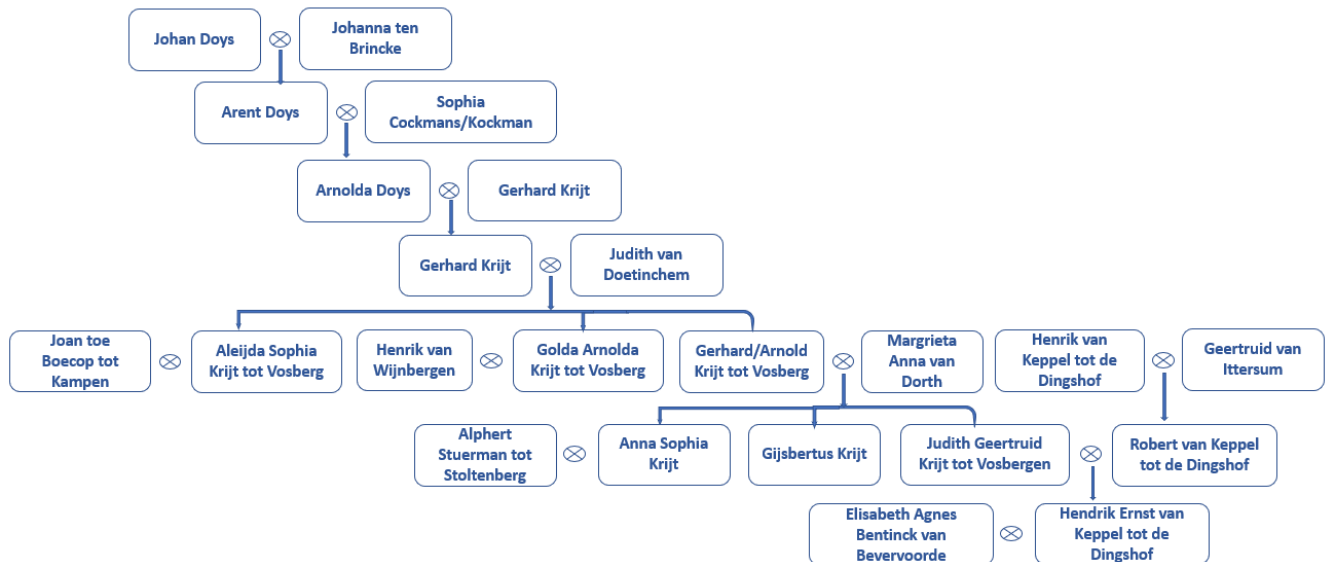 Johan Doys
Johanna ten
Brincke
Arent Doys
Sophia
Cockmans/Kockman
Arnolda Doys
Gerhard Krijt
Gerhard Krijt
Judith van
Doetinchem
Joan toe
Boecop tot
Kampen
Aleijda Sophia
Krijt tot Vosberg
Henrik van
Wijnbergen
Golda Arnolda
Krijt tot Vosberg
Gerhard/Arnold
Krijt tot Vosberg
Margrieta
Anna van
Dorth
Henrik van
Keppel tot de
Dingshof
Geertruid van
Ittersum
Alphert
Stuerman tot
Stoltenberg
Anna Sophia
Krijt
Gijsbertus Krijt
Judith Geertruid
Krijt tot Vosbergen
Robert van Keppel
tot de Dingshof
Elisabeth Agnes
Bentinck van
Bevervoorde
Hendrik Ernst van
Keppel tot de
Dingshof